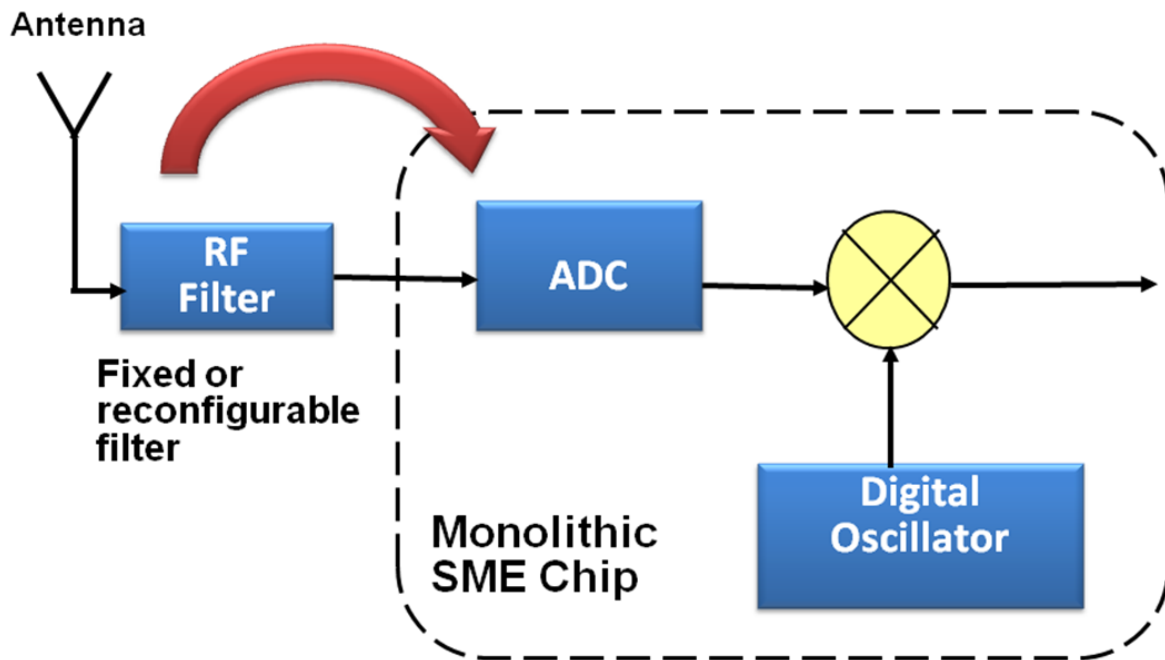 Antenna
RF
Filter
ADC
Fixed or
reconfigurable
filter
Digital
Oscillator
Monolithic
SME Chip